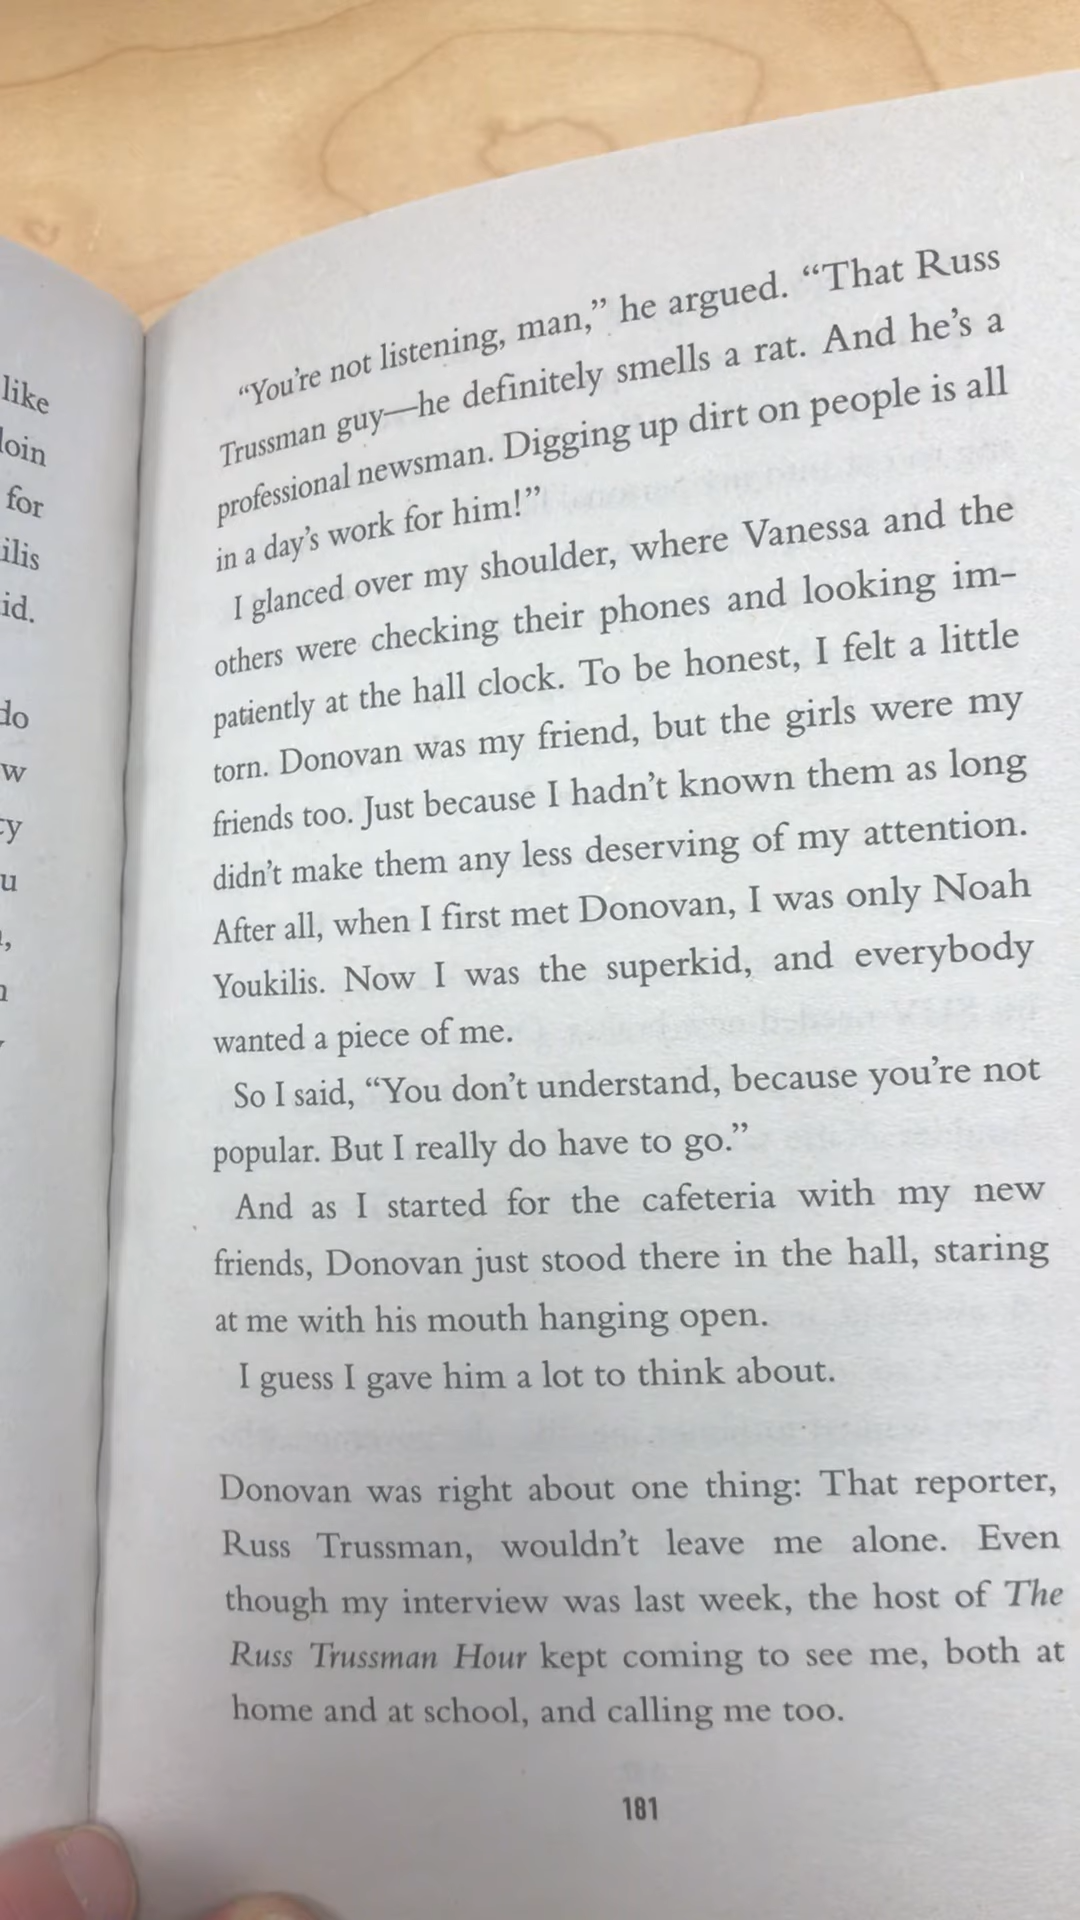 like
loin
for
ilis
id.
do
w
cy
u
"You're not listening, man," he argued. "That Russ
Trussman guy—he definitely smells a rat. And he's a
professional newsman. Digging up dirt on people is all
in a day's work for him!"
I glanced over my shoulder, where Vanessa and the
others were checking their phones and looking im-
patiently at the hall clock. To be honest, I felt a little
torn. Donovan was my friend, but the girls were my
friends too. Just because I hadn't known them as long
didn't make them any less deserving of my attention.
After all, when I first met Donovan, I was only Noah
Youkilis. Now I was the superkid, and everybody
wanted a piece of me.
So I said, "You don't understand, because you're not
popular. But I really do have to go."
And as I started for the cafeteria with my new
friends, Donovan just stood there in the hall, staring
at me with his mouth hanging open.
I guess I gave him a lot to think about.
Donovan was right about one thing: That reporter,
Russ Trussman, wouldn't leave me alone. Even
though my interview was last week, the host of The
Russ Trussman Hour kept coming to see me, both at
home and at school, and calling me too.
181